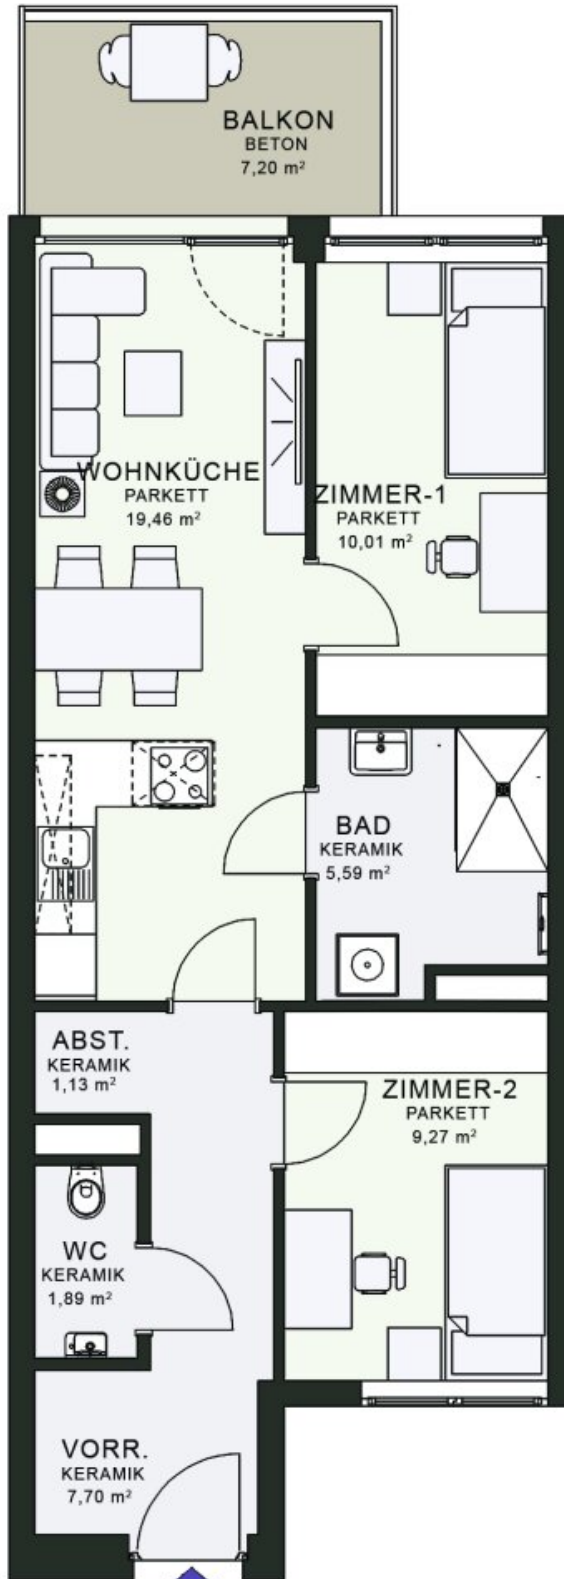 BALKON
BETON
7,20 m²
WOHNKÜCHE
PARKETT
19,46 m²
ZIMMER-1
PARKETT
10,01 m²
BAD
KERAMIK
5,59 m²
ABST.
KERAMIK
1,13 m²
ZIMMER-2
PARKETT
9,27 m²
WC
KERAMIK
1,89 m²
VORR.
KERAMIK
7,70 m²